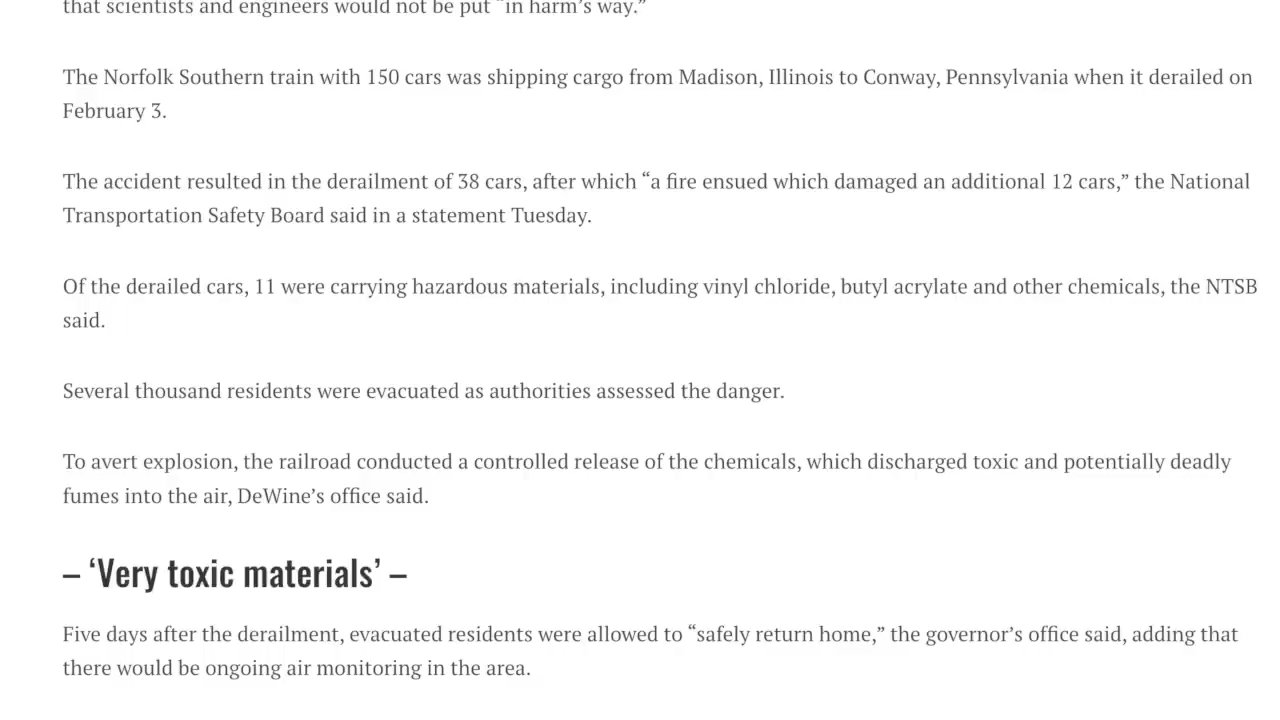 that scientists and engineers would not be put “in harm’s way.”
The Norfolk Southern train with 150 cars was shipping cargo from Madison, Illinois to Conway, Pennsylvania when it derailed on
February 3.
The accident resulted in the derailment of 38 cars, after which “a fire ensued which damaged an additional 12 cars,” the National
Transportation Safety Board said in a statement Tuesday.
Of the derailed cars, 11 were carrying hazardous materials, including vinyl chloride, butyl acrylate and other chemicals, the NTSB
said.
Several thousand residents were evacuated as authorities assessed the danger.
To avert explosion, the railroad conducted a controlled release of the chemicals, which discharged toxic and potentially deadly
fumes into the air, DeWine’s office said.
– ‘Very toxic materials’ –
Five days after the derailment, evacuated residents were allowed to “safely return home,” the governor’s office said, adding that
there would be ongoing air monitoring in the area.